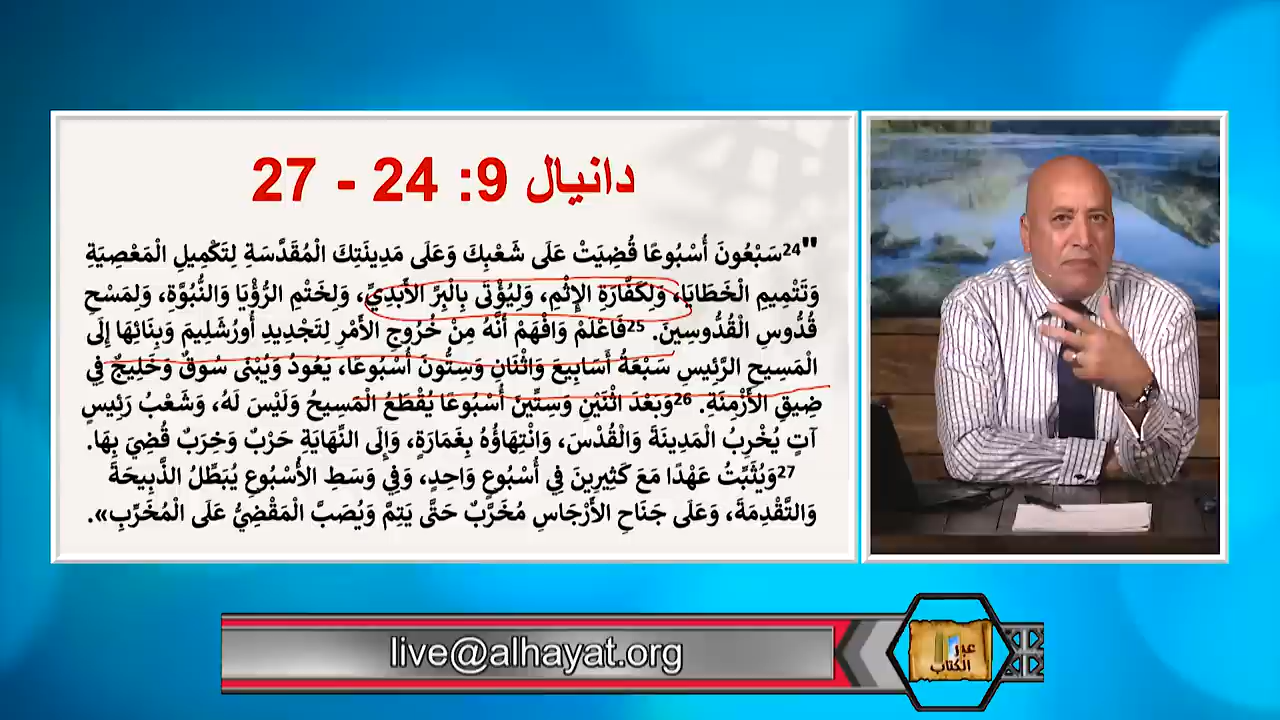 دانيال 9: 24 - 27
"24سَبْعُونَ أُسْبُوعًا قُضِيَتْ عَلَى شَعْبِكَ وَعَلَى مَدِينَتِكَ الْمُقَدَّسَةِ لِتَكْمِيلِ الْمَعْصِيَةِ
وَتَتْمِيمِ الْخَطَايَا، وَلِكَفَّارَةِ الإِثْمِ، وَلِيُؤْتَى بِالْبِرِّ الأَبَدِيِّ، وَلِخَتْمِ الرُّؤْيَا وَالنُّبُوَّةِ، وَلِمَسْحِ
قُدُّوسِ الْقُدُّوسِينَ. 25فَاعْلَمْ وَافْهَمْ أَنَّهُ مِنْ خُرُوجِ الأَمْرِ لِتَجْدِيدِ أُورُشَلِيمَ وَبِنَائِهَا إِلَى
الْمَسِيحِ الرَّئِيسِ سَبْعَةُ أَسَابِيعَ وَاثْنَانِ وَسِتُّونَ أُسْبُوعًا، يَعُودُ وَيُبْنَى سُوقٌ وَخَلِيجٌ فِي
ضِيقِ الأَزْمِنَةِ. 26وَبَعْدَ اثْنَيْنِ وَسِتِّينَ أُسْبُوعًا يُقْطَعُ الْمَسِيحُ وَلَيْسَ لَهُ، وَشَعْبُ رَئِيسٍ
آتٍ يُخْرِبُ الْمَدِينَةَ وَالْقُدْسَ، وَانْتِهَاؤُهُ بِغَمَارَةٍ، وَإِلَى النِّهَايَةِ حَرْبٌ وَخِرَبٌ قُضِيَ بِهَا.
27وَيُثَبِّتُ عَهْدًا مَعَ كَثِيرِينَ فِي أُسْبُوعٍ وَاحِدٍ، وَفِي وَسَطِ الأُسْبُوعِ يُبَطِّلُ الذَّبِيحَةَ
وَالتَّقْدِمَةَ، وَعَلَى جَنَاحِ الأَرْجَاسِ مُخَرَّبٌ حَتَّى يَتِمَّ وَيُصَبَّ الْمَقْضِيُّ عَلَى الْمُخَرِّبِ».
live@alhayat.org
عبر
الكتاب